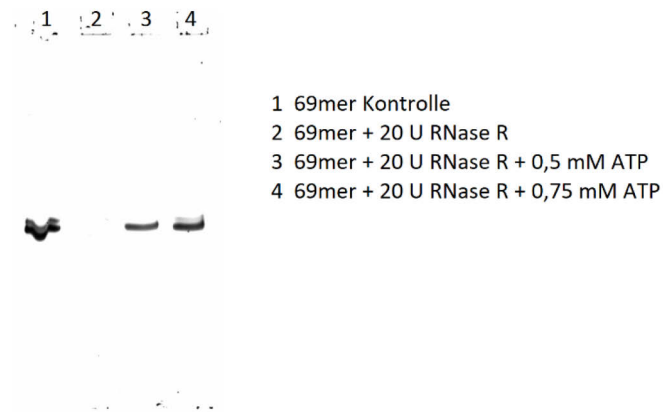 1 2 3 4
1 69mer Kontrolle
2 69mer + 20 U RNase R
3 69mer + 20 U RNase R + 0,5 mM ATP
4 69mer + 20 U RNase R + 0,75 mM ATP